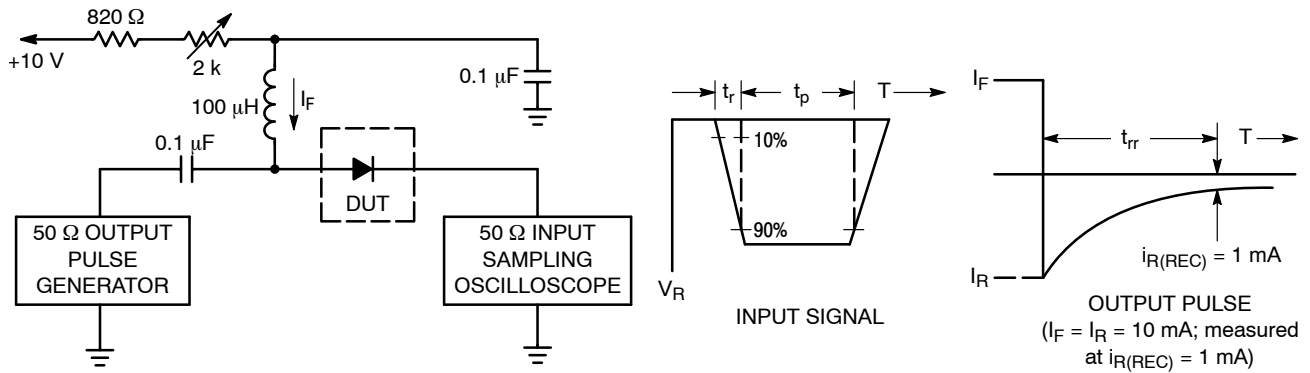 820 Ω
+10 V
2 k
100 μH
I_F
0.1 μF
0.1 μF
DUT
50 Ω OUTPUT
PULSE
GENERATOR
50 Ω INPUT
SAMPLING
OSCILLOSCOPE
t_r
t_p
T
10%
90%
V_R
INPUT SIGNAL
I_F
t_rr
T
I_R
i_R(REC) = 1 mA
OUTPUT PULSE
(I_F = I_R = 10 mA; measured
at i_R(REC) = 1 mA)